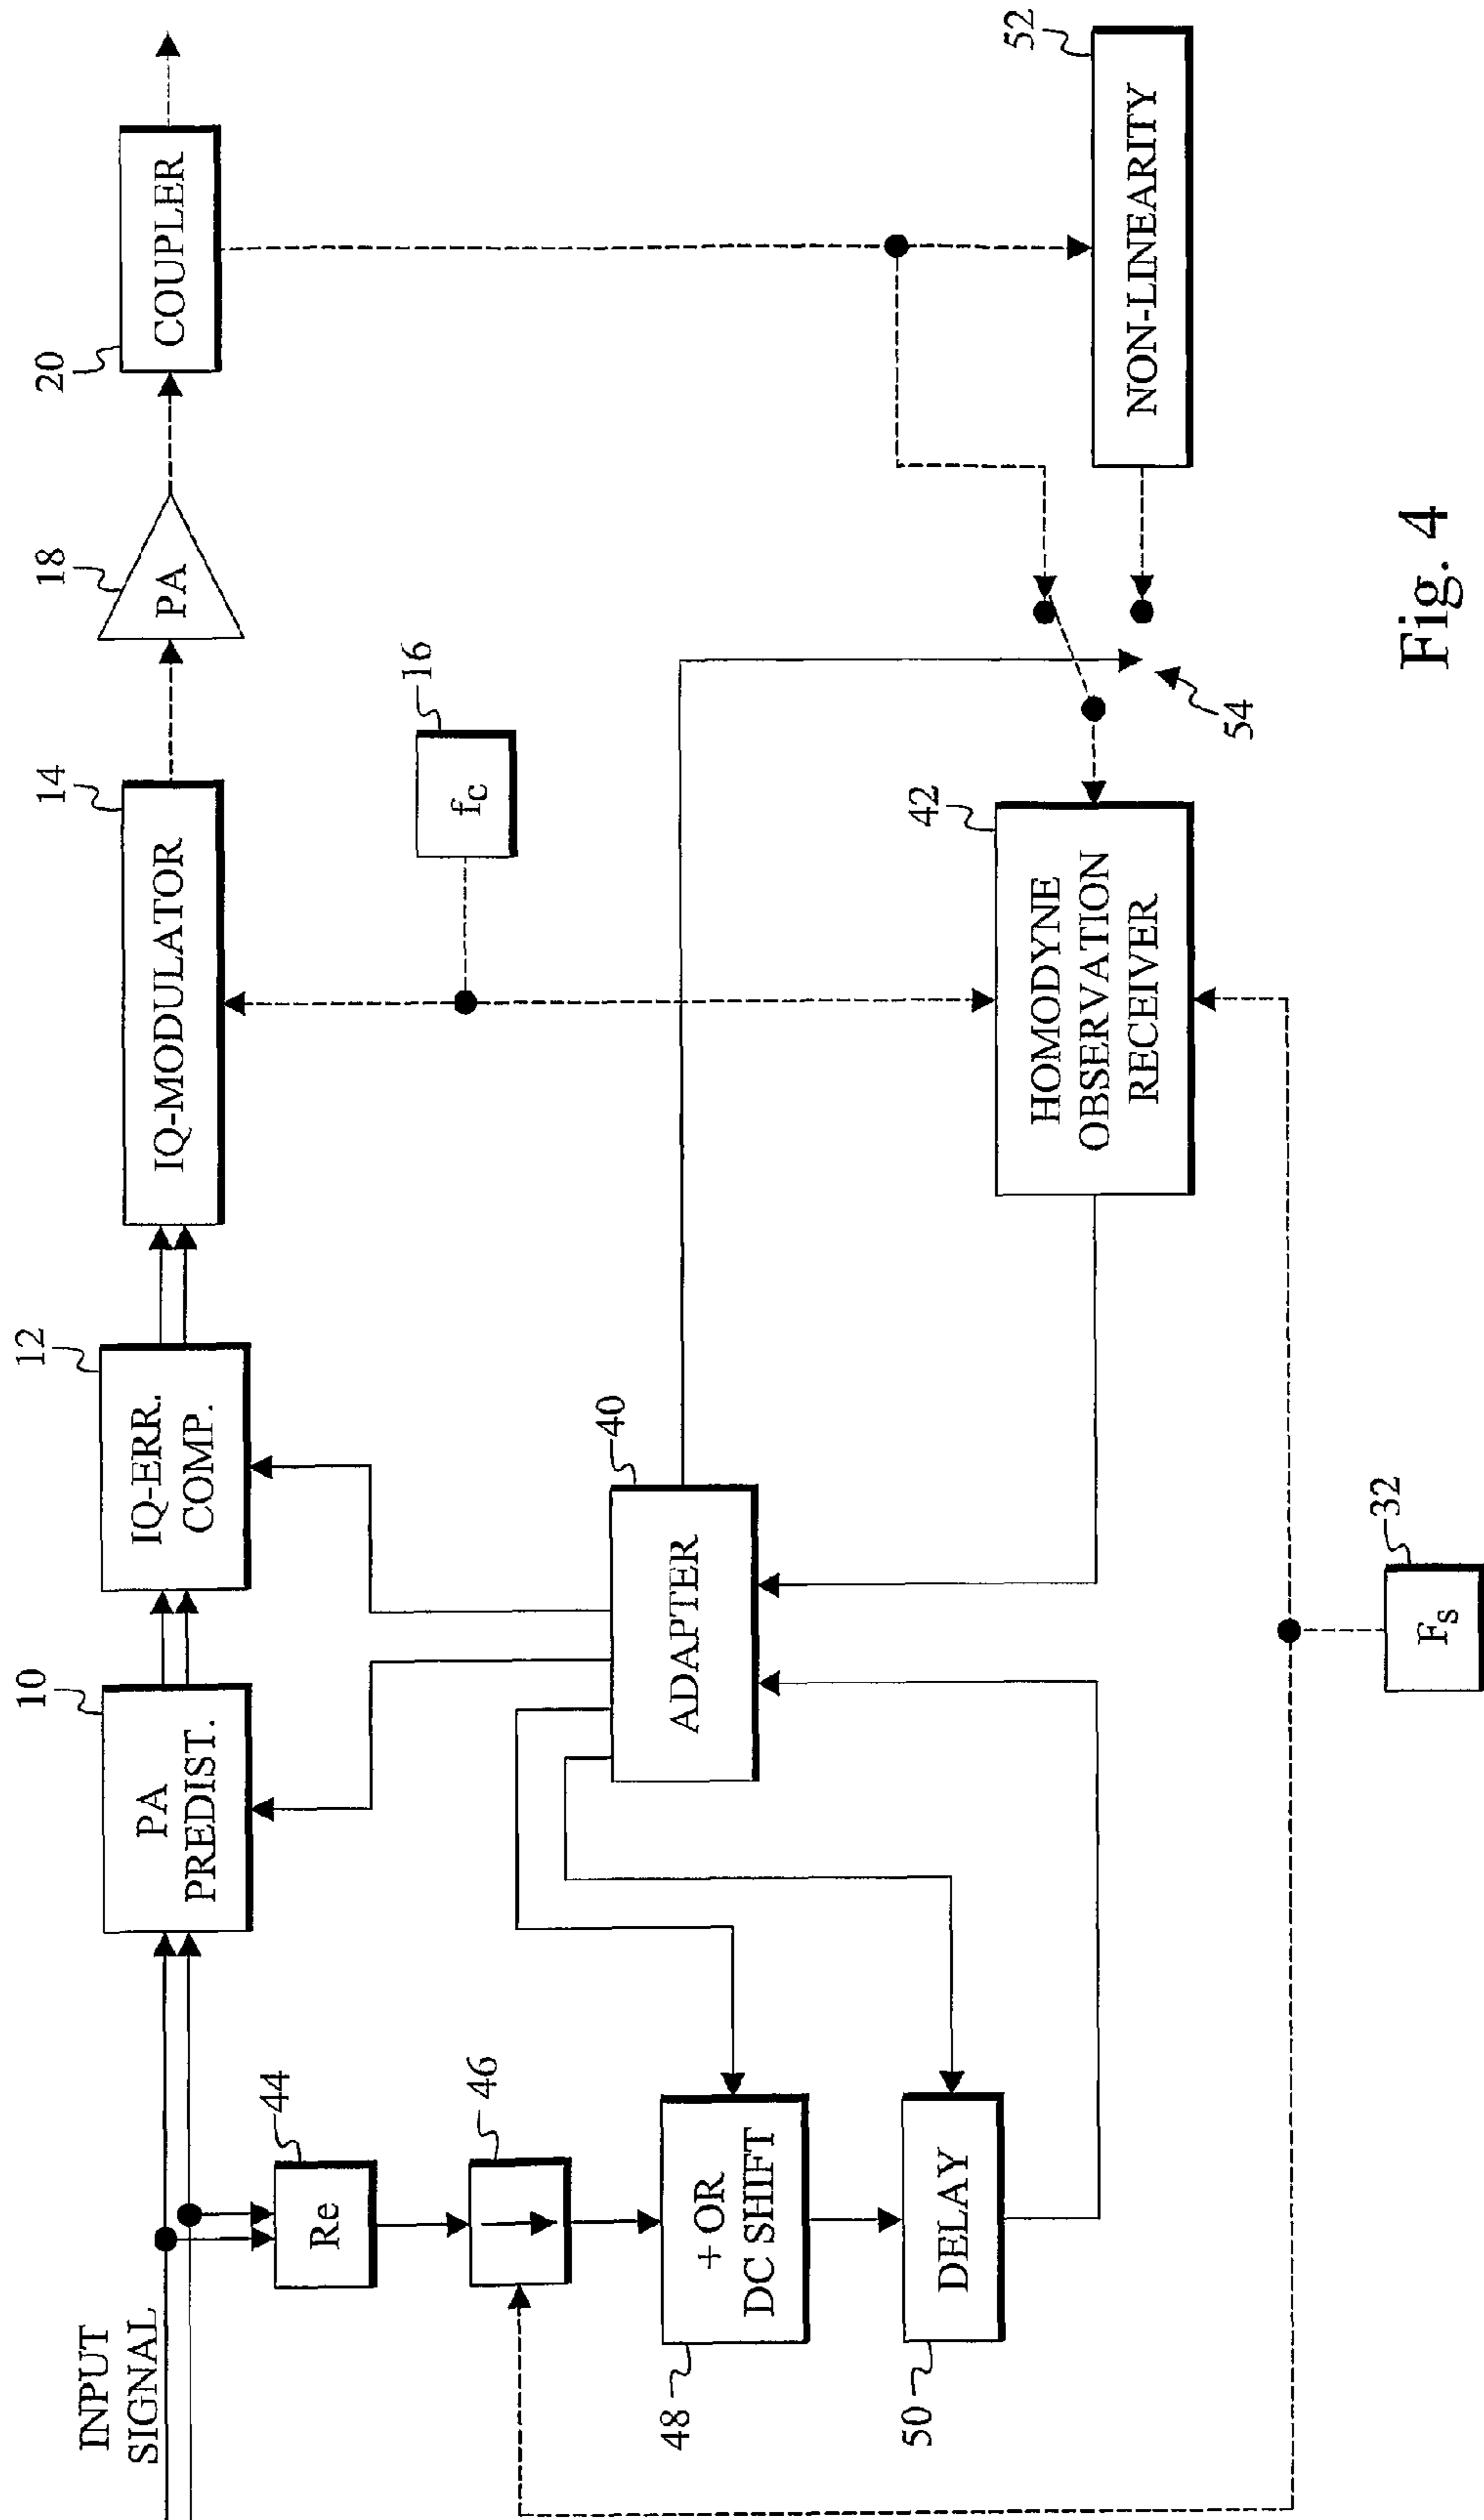 INPUT
SIGNAL
10
PA
PREDIST.
12
IQ-ERR.
COMP.
14
IQ-MODULATOR
18
PA
20
COUPLER
16
fC
44
Re
46
48
+ OR
DC SHIFT
50
DELAY
40
ADAPTER
42
HOMODYNE
OBSERVATION
RECEIVER
54
52
NON-LINEARITY
32
FS
Fig. 4